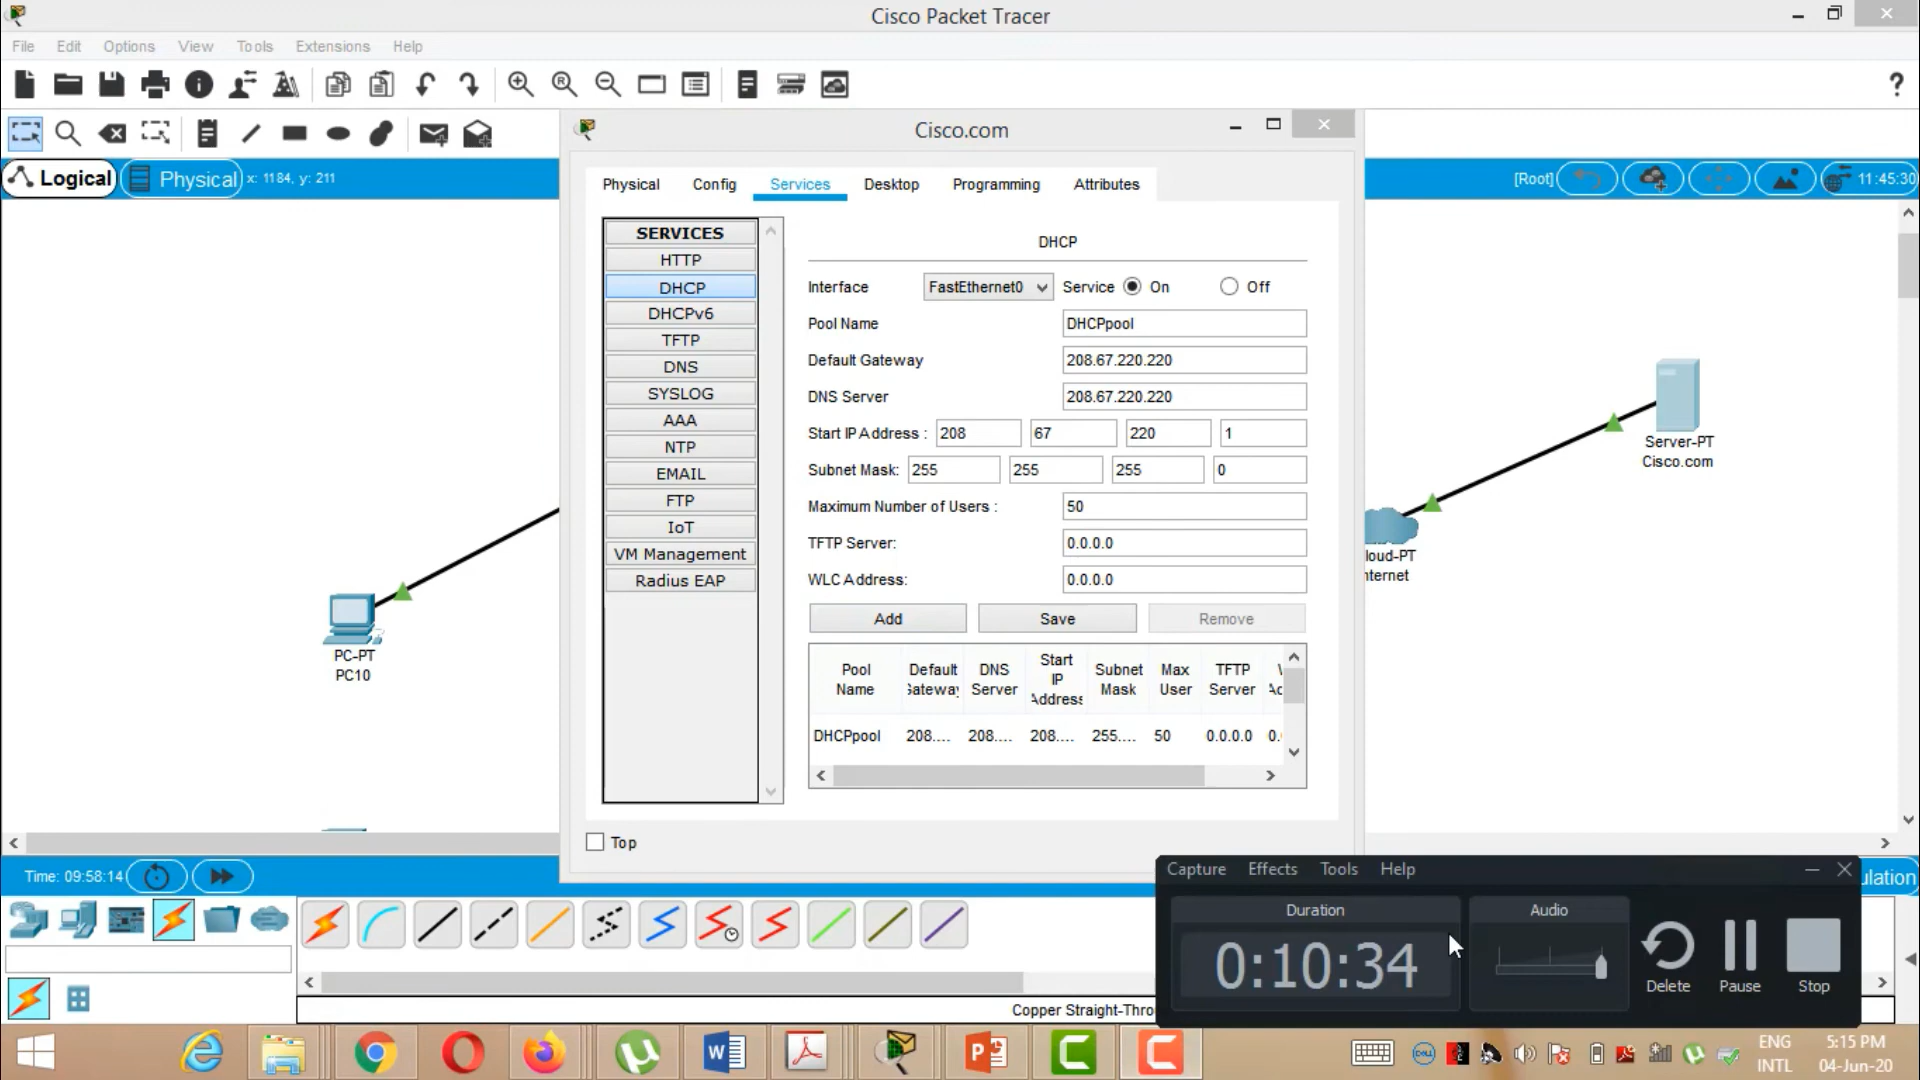 Cisco Packet Tracer
File Edit Options View Tools Extensions Help
Cisco.com
Logical Physical x: 1184, y: 211
[Root] 11:45:30
Physical Config Services Desktop Programming Attributes
SERVICES
HTTP
DHCP
DHCPv6
TFTP
DNS
SYSLOG
AAA
NTP
EMAIL
FTP
IoT
VM Management
Radius EAP
DHCP
Interface FastEthernet0 Service On Off
Pool Name DHCPpool
Default Gateway 208.67.220.220
DNS Server 208.67.220.220
Start IP Address : 208 67 220 1
Subnet Mask: 255 255 255 0
Maximum Number of Users : 50
TFTP Server: 0.0.0.0
WLC Address: 0.0.0.0
Add Save Remove
Pool Name Default Gateway DNS Server Start IP Address Subnet Mask Max User TFTP Server
DHCPpool 208.... 208.... 208.... 255.... 50 0.0.0.0 0.
Top
PC-PT
PC10
Server-PT
Cisco.com
loud-PT
nternet
Time: 09:58:14
ulation
Copper Straight-Thro
Capture Effects Tools Help
Duration
0:10:34
Audio
Delete Pause Stop
ENG
INTL
5:15 PM
04-Jun-20